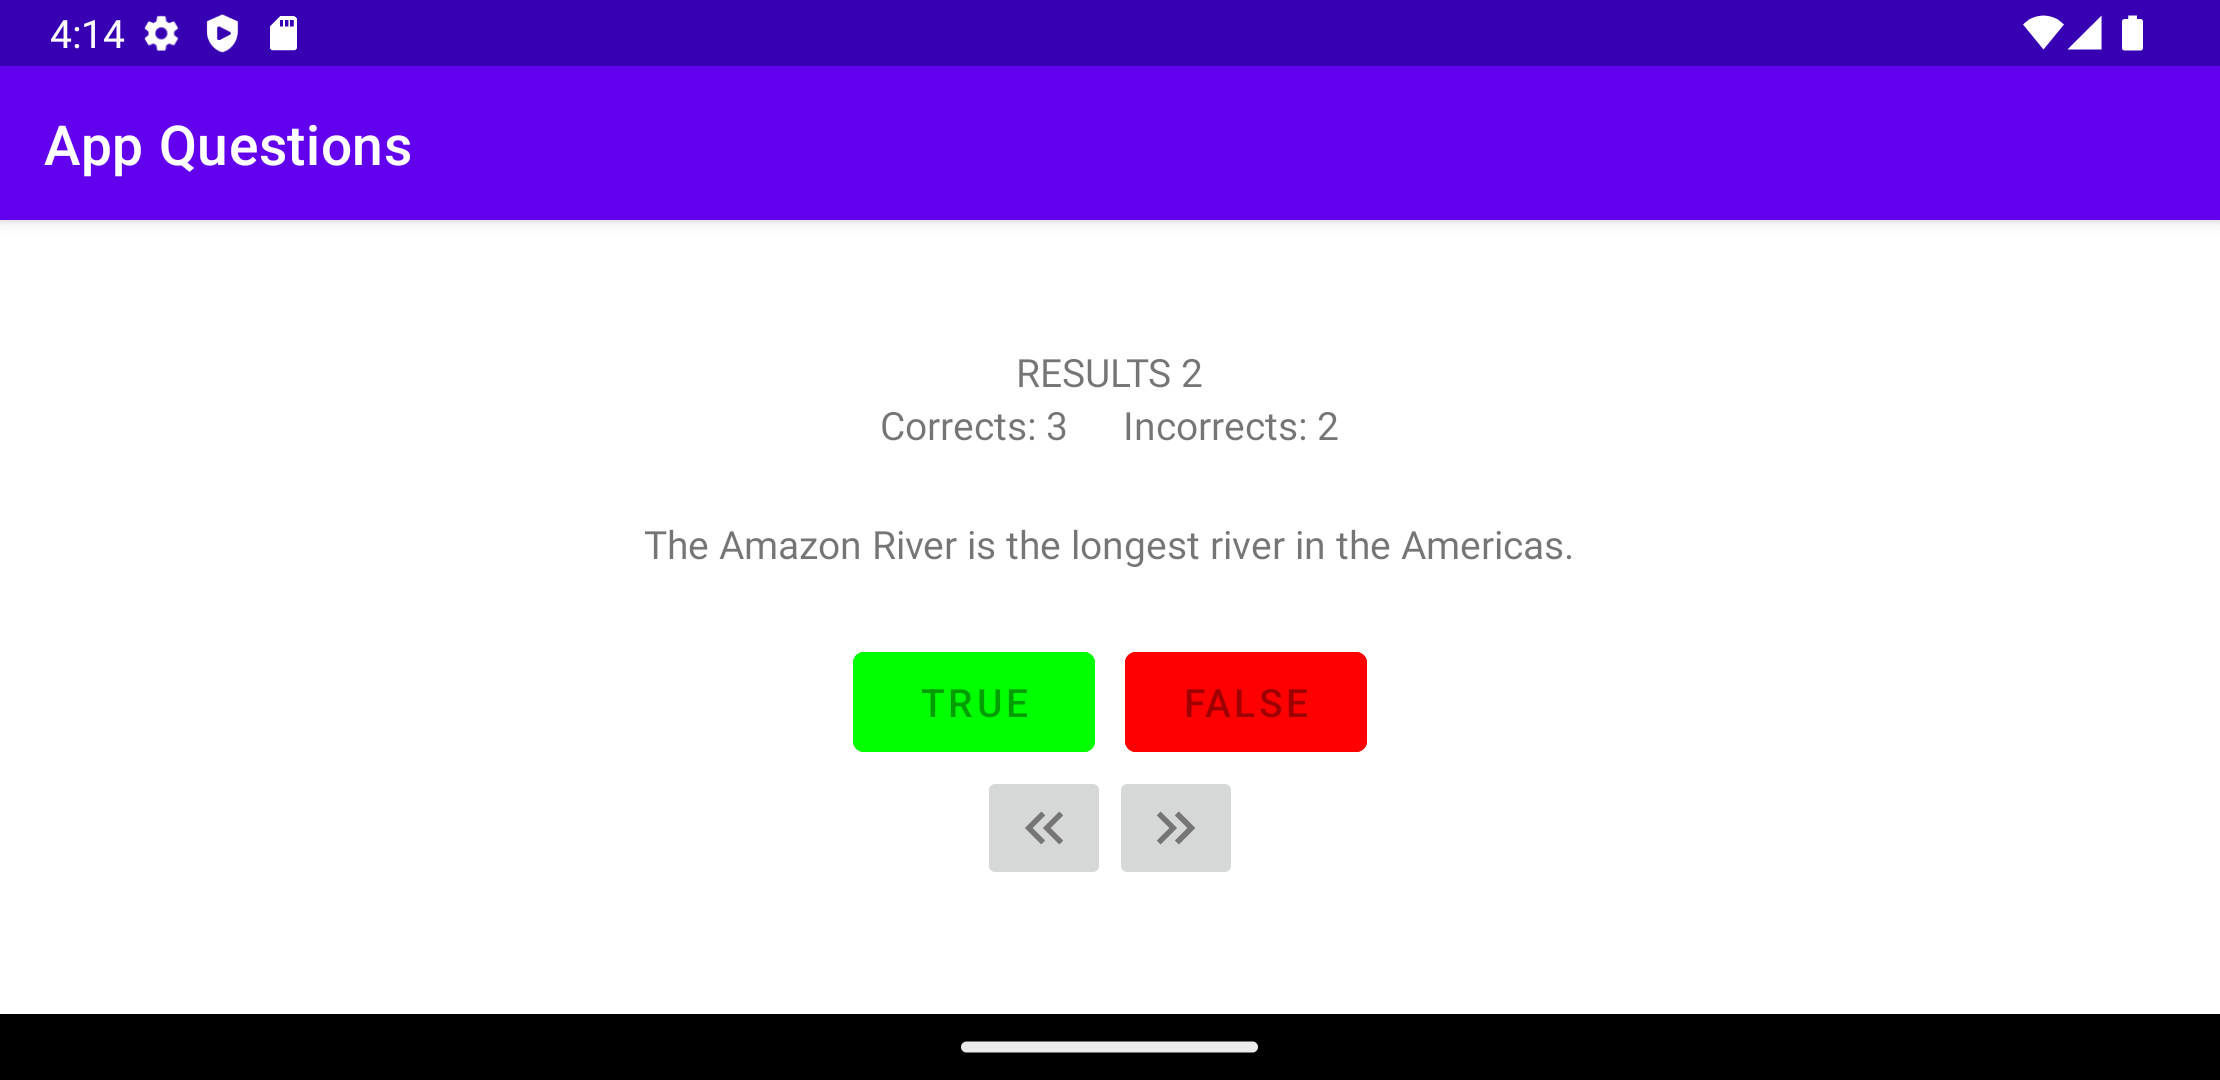 4:14
App Questions
RESULTS 2
Corrects: 3 Incorrects: 2
The Amazon River is the longest river in the Americas.
TRUE FALSE